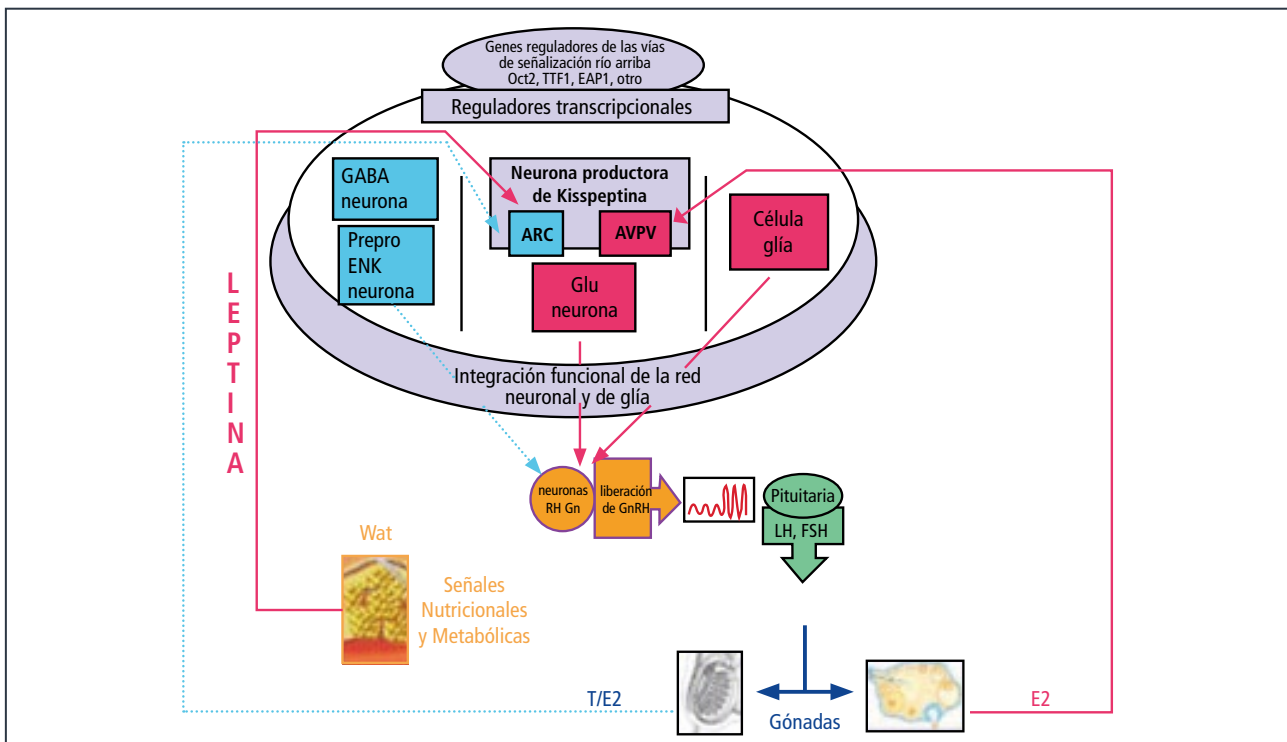 Genes reguladores de las vías
de señalización río arriba
Oct2, TTF1, EAP1, otro
Reguladores transcripcionales
GABA
neurona
Prepro
ENK
neurona
Neurona productora
de Kisspeptina
ARC
AVPV
Glu
neurona
Célula
glía
Integración funcional de la red
neuronal y de glía
LEPTINA
neuronas
RH Gn
liberación
de GnRH
Pituitaria
LH, FSH
Wat
Señales
Nutricionales
y Metabólicas
T/E2
Gónadas
E2